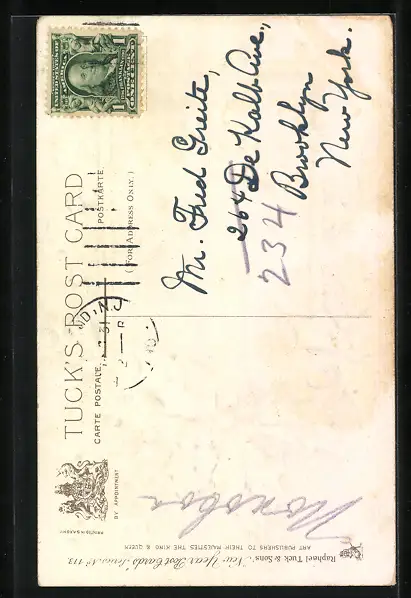 TUCK'S POST CARD
CARTE POSTALE.
POSTKARTE.
(FOR ADDRESS ONLY.)
BY APPOINTMENT
Mr. Fred Greite,
264 De Kalb Ave.,
234
Brooklyn
New York.
Raphael Tuck & Sons' "New Year" Post Cards Series No 113.
ART PUBLISHERS TO THEIR MAJESTIES THE KING & QUEEN